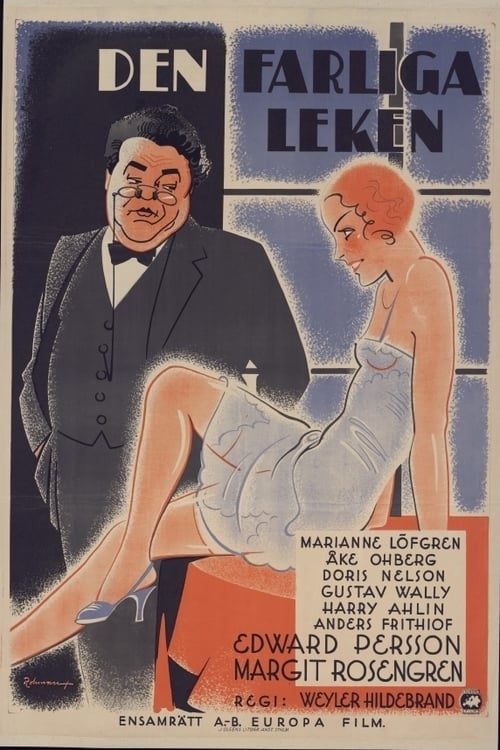 DEN FARLIGA
LEKEN
MARIANNE LÖFGREN
ÅKE OHBERG
DORIS NELSON
GUSTAV WALLY
HARRY AHLIN
ANDERS FRITHIOF
EDWARD PERSSON
MARGIT ROSENGREN
REGI: WEYLER HILDEBRAND
ENSAMRÄTT A.-B. EUROPA FILM.